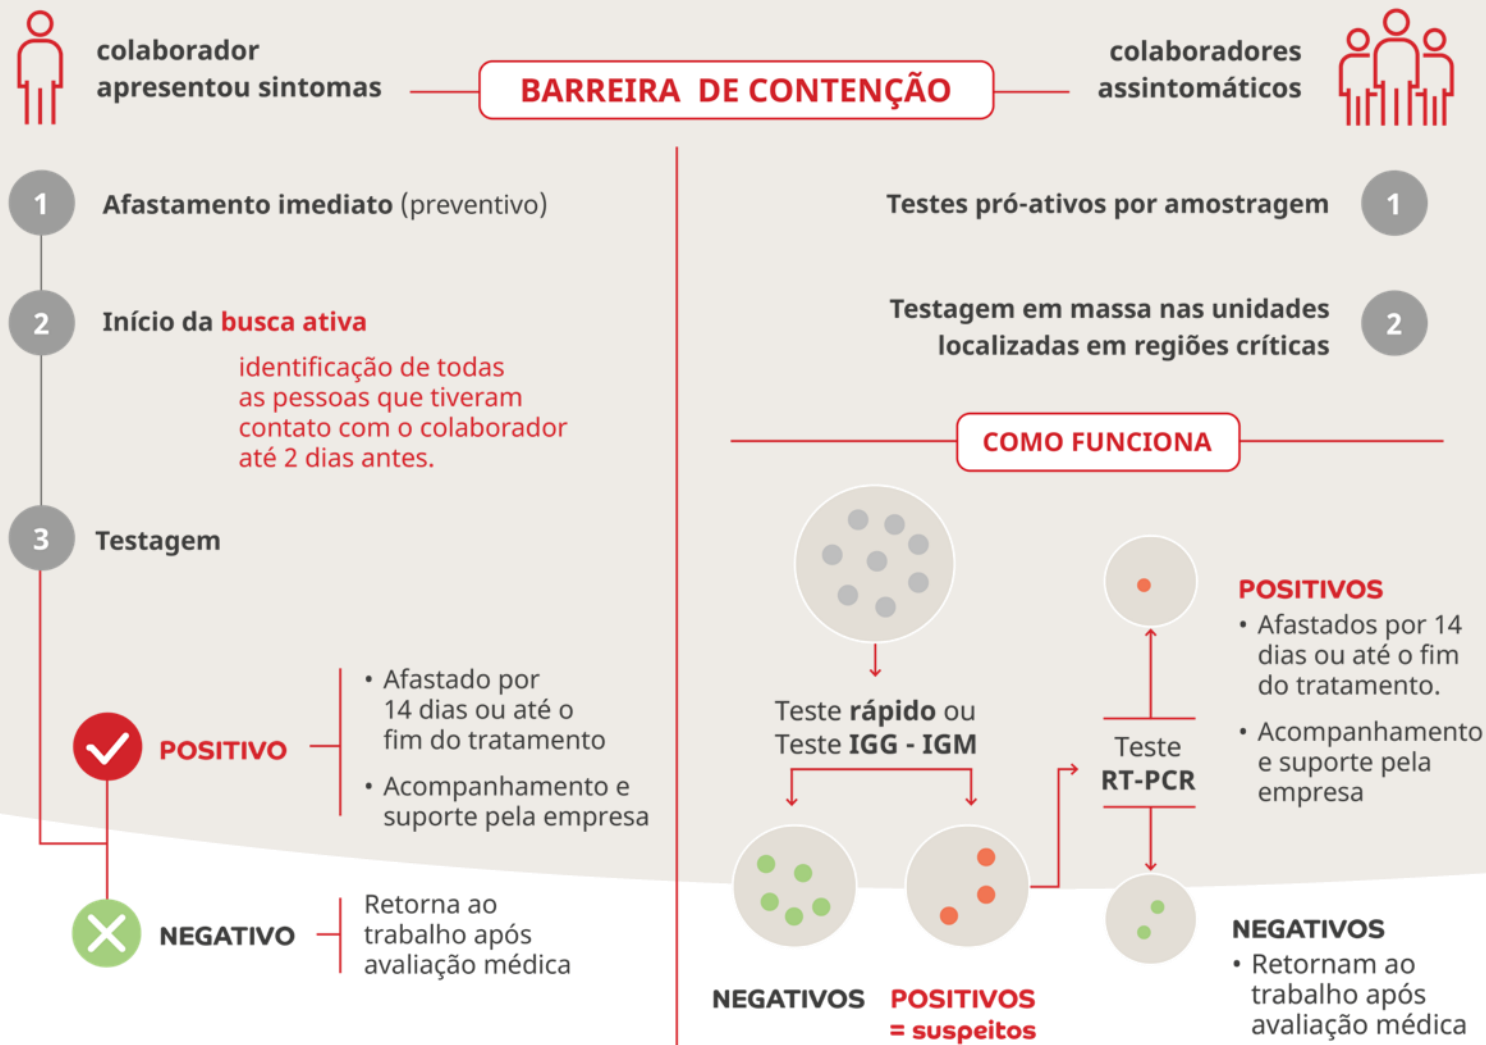 colaborador
apresentou sintomas
BARREIRA DE CONTENÇÃO
colaboradores
assintomáticos
1
Afastamento imediato (preventivo)
2
Início da busca ativa
identificação de todas
as pessoas que tiveram
contato com o colaborador
até 2 dias antes.
3
Testagem
POSITIVO
• Afastado por
14 dias ou até o
fim do tratamento
• Acompanhamento e
suporte pela empresa
NEGATIVO
Retorna ao
trabalho após
avaliação médica
Testes pró-ativos por amostragem
1
Testagem em massa nas unidades
localizadas em regiões críticas
2
COMO FUNCIONA
Teste rápido ou
Teste IGG - IGM
NEGATIVOS
POSITIVOS
= suspeitos
Teste
RT-PCR
POSITIVOS
• Afastados por 14
dias ou até o fim
do tratamento.
• Acompanhamento
e suporte pela
empresa
NEGATIVOS
• Retornam ao
trabalho após
avaliação médica